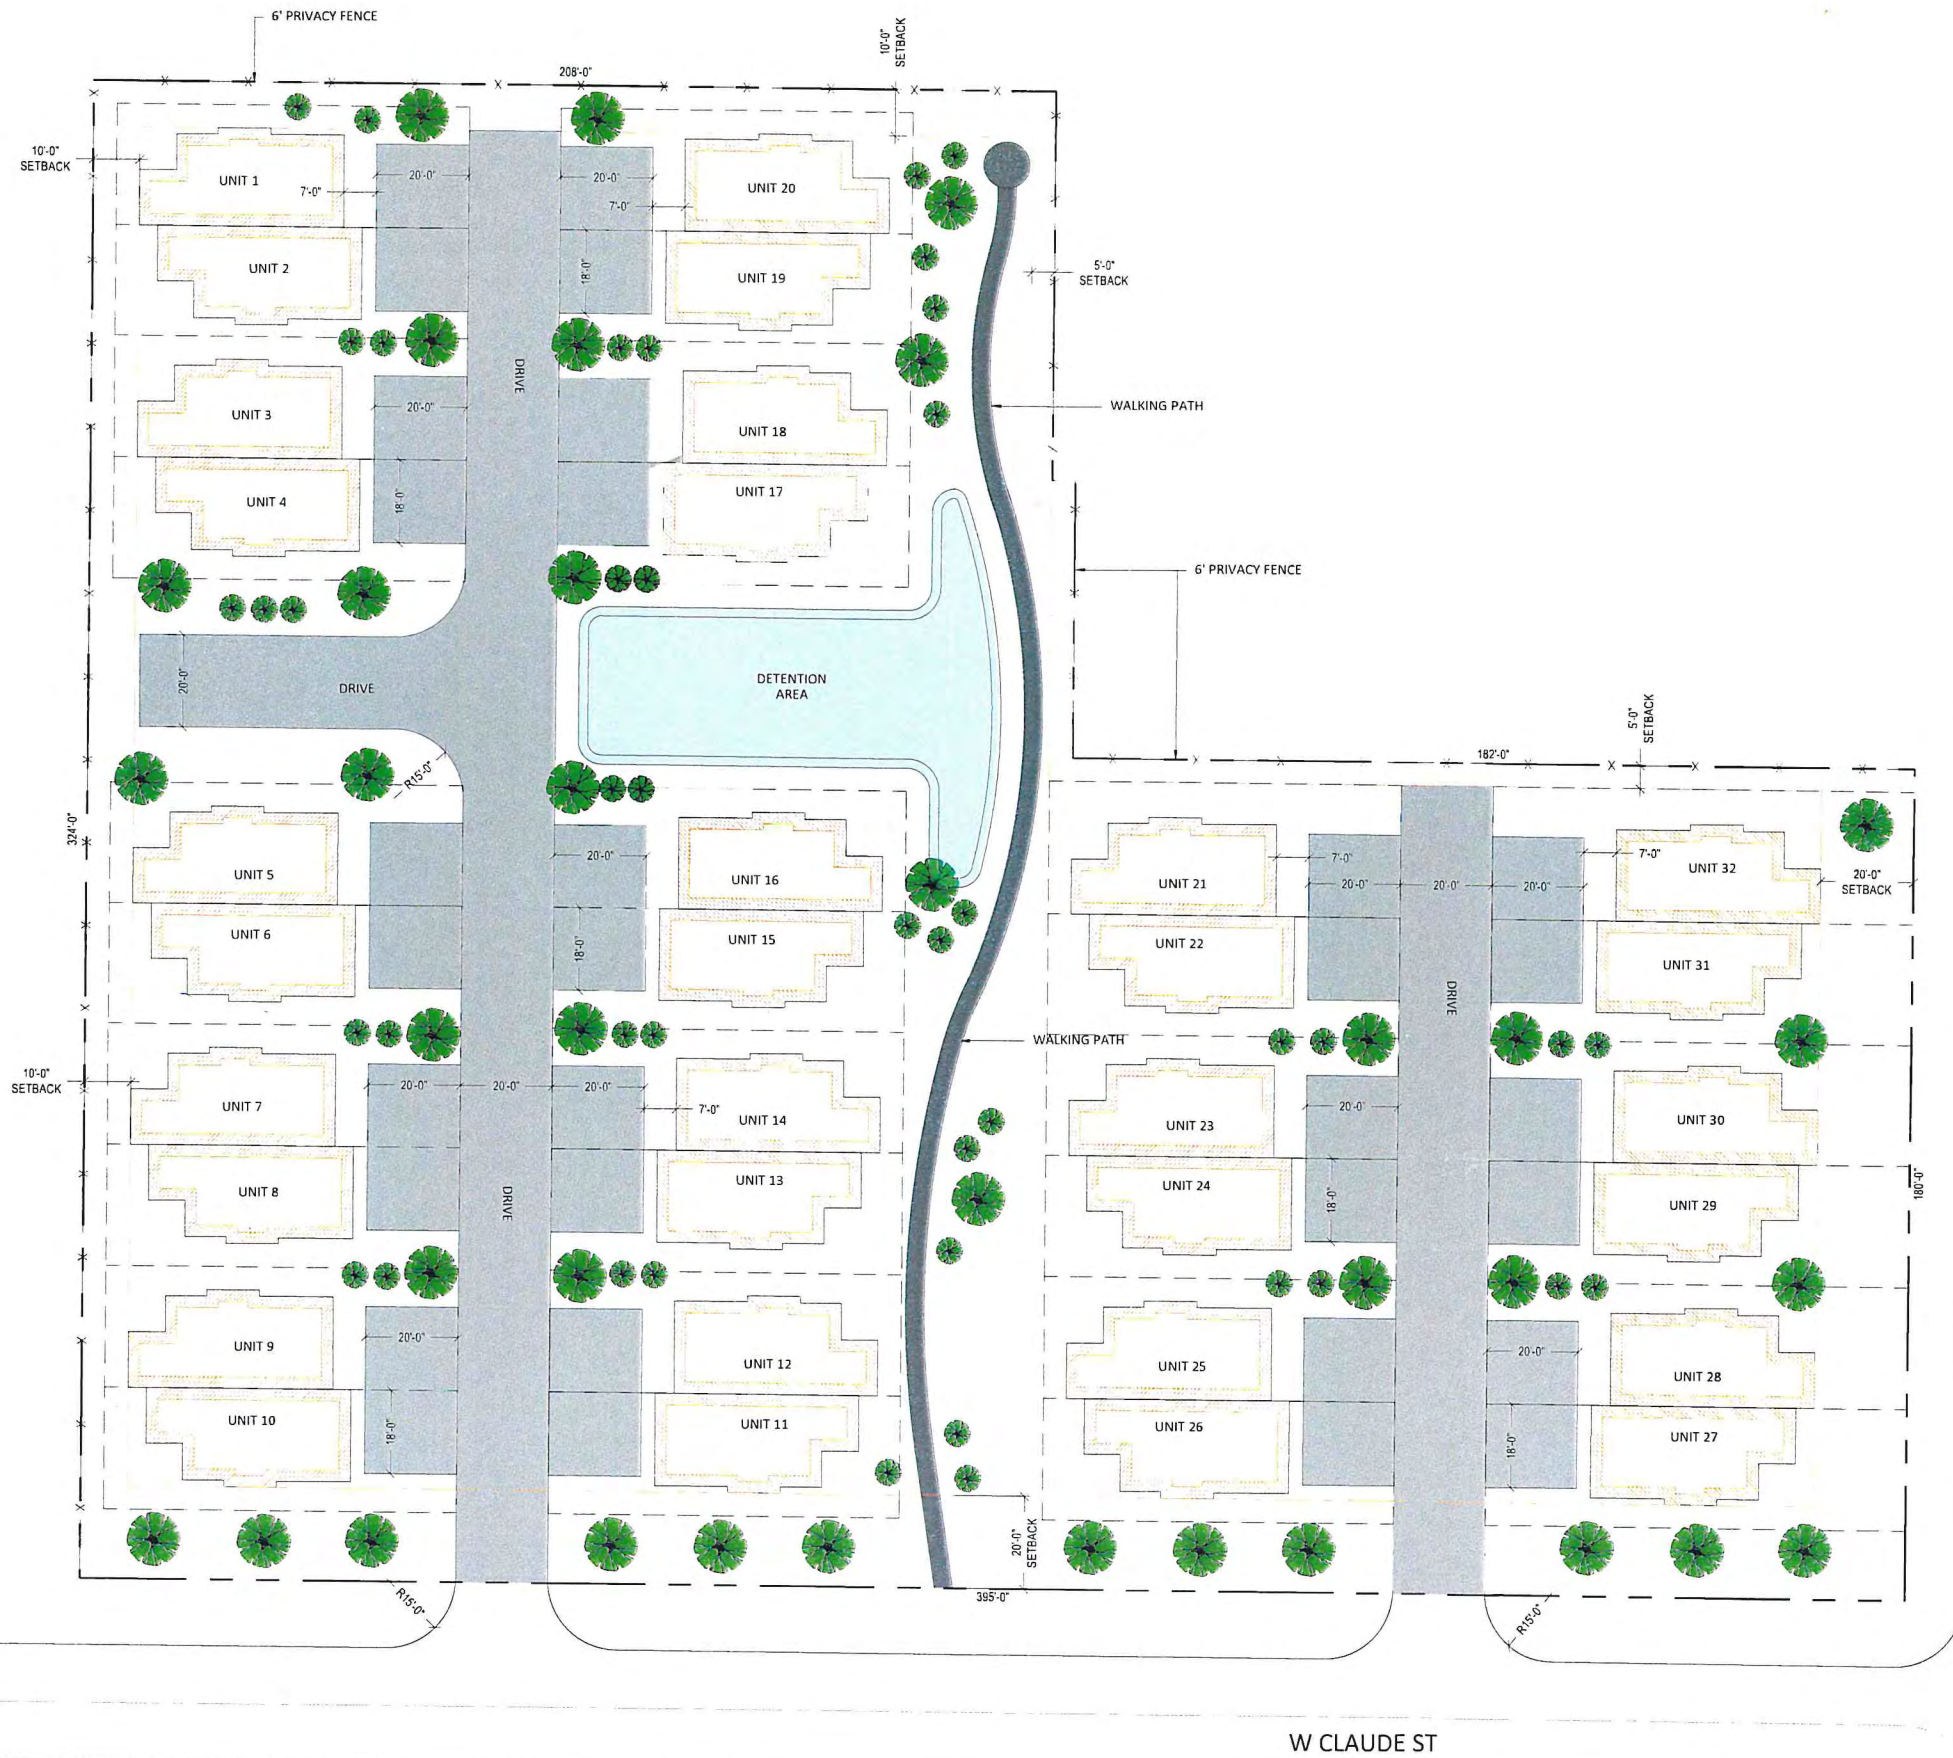 6' PRIVACY FENCE
10'-0"
SETBACK
208'-0"
10'-0"
SETBACK
UNIT 1
7'-0"
20'-0"
20'-0"
7'-0"
UNIT 20
UNIT 2
18'-0"
UNIT 19
5'-0"
SETBACK
DRIVE
UNIT 3
20'-0"
UNIT 18
WALKING PATH
UNIT 4
18'-0"
UNIT 17
6' PRIVACY FENCE
20'-0"
DRIVE
DETENTION
AREA
R15'-0"
5'-0"
SETBACK
182'-0"
324'-0"
UNIT 5
20'-0"
UNIT 16
UNIT 21
7'-0"
20'-0"
20'-0"
20'-0"
7'-0"
UNIT 32
20'-0"
SETBACK
UNIT 6
18'-0"
UNIT 15
UNIT 22
UNIT 31
DRIVE
WALKING PATH
10'-0"
SETBACK
UNIT 7
20'-0"
20'-0"
20'-0"
7'-0"
UNIT 14
UNIT 23
20'-0"
UNIT 30
UNIT 8
DRIVE
UNIT 13
UNIT 24
18'-0"
UNIT 29
180'-0"
UNIT 9
20'-0"
UNIT 12
UNIT 25
20'-0"
UNIT 28
UNIT 10
18'-0"
UNIT 11
UNIT 26
18'-0"
UNIT 27
20'-0"
SETBACK
R15'-0"
395'-0"
R15'-0"
W CLAUDE ST